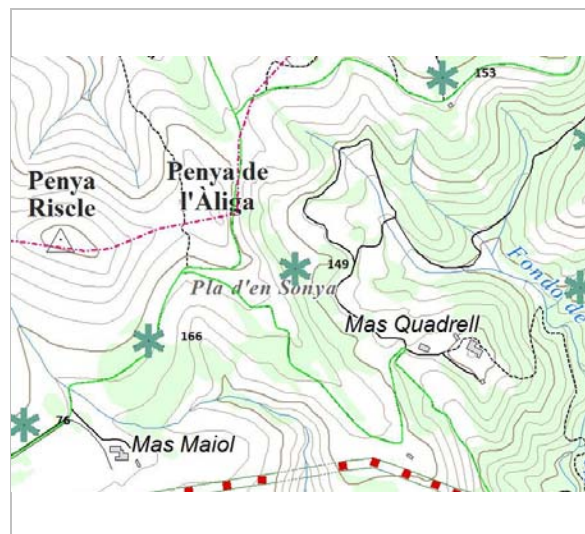 153
Penya
Riscle
Penya de
l'Àliga
149
Pla d'en Sonya
Fondo de
Mas Quadrell
166
76
Mas Maiol